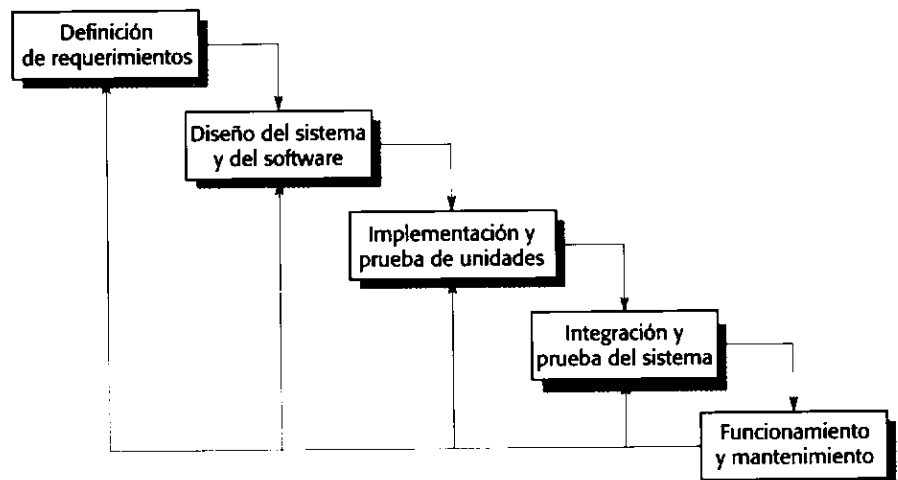 Definición
de requerimientos
Diseño del sistema
y del software
Implementación y
prueba de unidades
Integración y
prueba del sistema
Funcionamiento
y mantenimiento